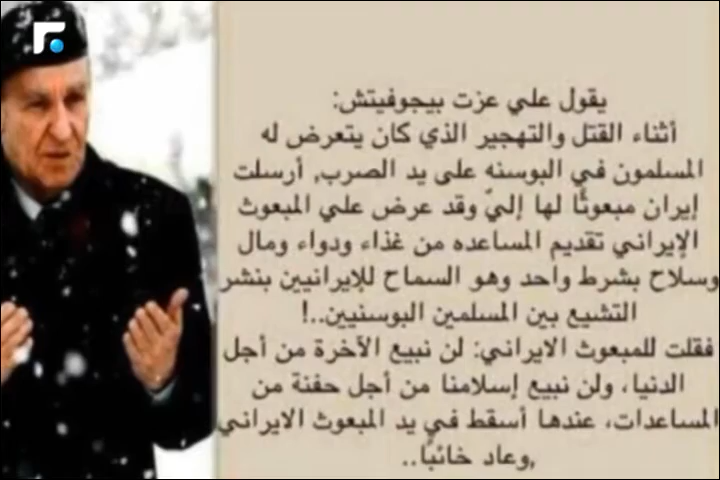 يقول علي عزت بيجوفيتش:
أثناء القتل والتهجير الذي كان يتعرض له
المسلمون في البوسنه على يد الصرب, أرسلت
إيران مبعوثًا لها إليّ وقد عرض علي المبعوث
الإيراني تقديم المساعده من غذاء ودواء ومال
وسلاح بشرط واحد وهو السماح للإيرانيين بنشر
التشيع بين المسلمين البوسنيين..!
فقلت للمبعوث الايراني: لن نبيع الآخرة من أجل
الدنيا، ولن نبيع إسلامنا من أجل حفنة من
المساعدات، عندها أسقط في يد المبعوث الايراني
,وعاد خائبًا..